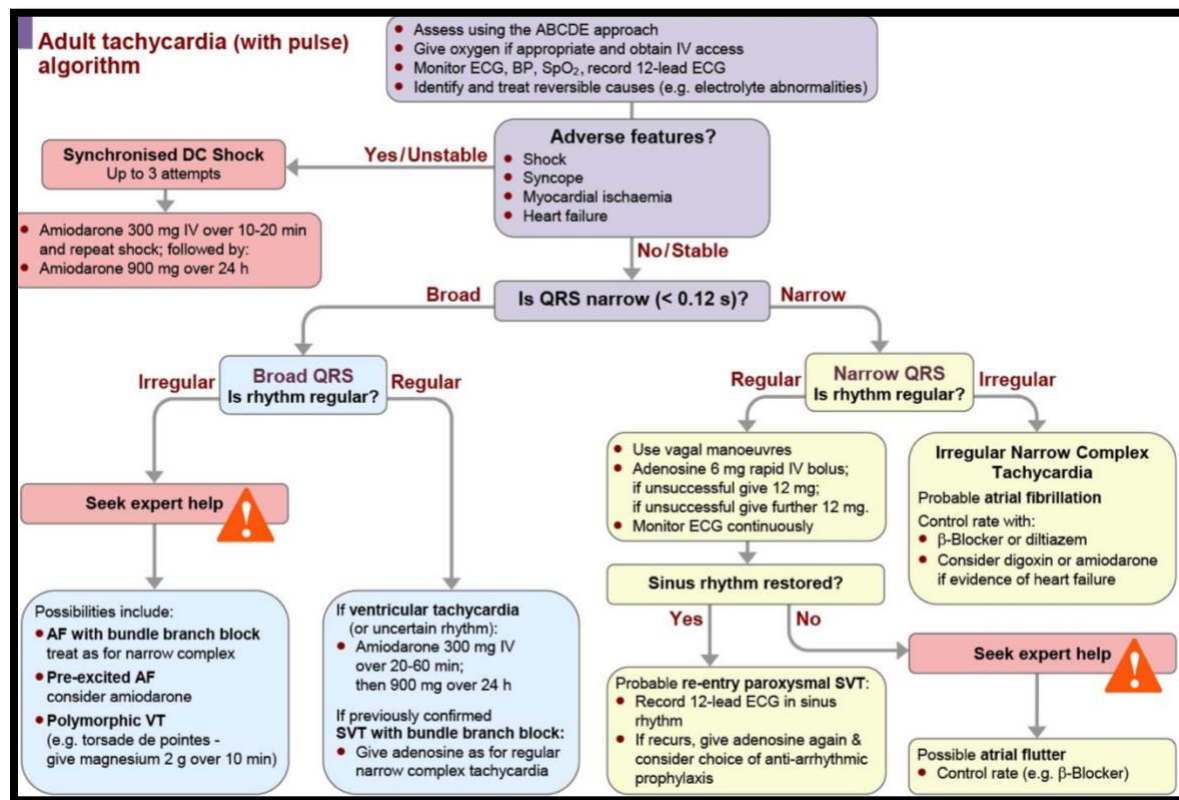 Adult tachycardia (with pulse)
algorithm
Assess using the ABCDE approach
Give oxygen if appropriate and obtain IV access
Monitor ECG, BP, SpO₂, record 12-lead ECG
Identify and treat reversible causes (e.g. electrolyte abnormalities)
Adverse features?
Shock
Syncope
Myocardial ischaemia
Heart failure
Yes/Unstable
Synchronised DC Shock
Up to 3 attempts
Amiodarone 300 mg IV over 10-20 min
and repeat shock; followed by:
Amiodarone 900 mg over 24 h
No/Stable
Broad
Is QRS narrow (< 0.12 s)?
Narrow
Irregular
Broad QRS
Is rhythm regular?
Regular
Regular
Narrow QRS
Is rhythm regular?
Irregular
Seek expert help
!
Possibilities include:
AF with bundle branch block
treat as for narrow complex
Pre-excited AF
consider amiodarone
Polymorphic VT
(e.g. torsade de pointes -
give magnesium 2 g over 10 min)
If ventricular tachycardia
(or uncertain rhythm):
Amiodarone 300 mg IV
over 20-60 min;
then 900 mg over 24 h
If previously confirmed
SVT with bundle branch block:
Give adenosine as for regular
narrow complex tachycardia
Use vagal manoeuvres
Adenosine 6 mg rapid IV bolus;
if unsuccessful give 12 mg;
if unsuccessful give further 12 mg.
Monitor ECG continuously
Irregular Narrow Complex
Tachycardia
Probable atrial fibrillation
Control rate with:
β-Blocker or diltiazem
Consider digoxin or amiodarone
if evidence of heart failure
Sinus rhythm restored?
Yes
No
Probable re-entry paroxysmal SVT:
Record 12-lead ECG in sinus
rhythm
If recurs, give adenosine again &
consider choice of anti-arrhythmic
prophylaxis
Seek expert help
!
Possible atrial flutter
Control rate (e.g. β-Blocker)